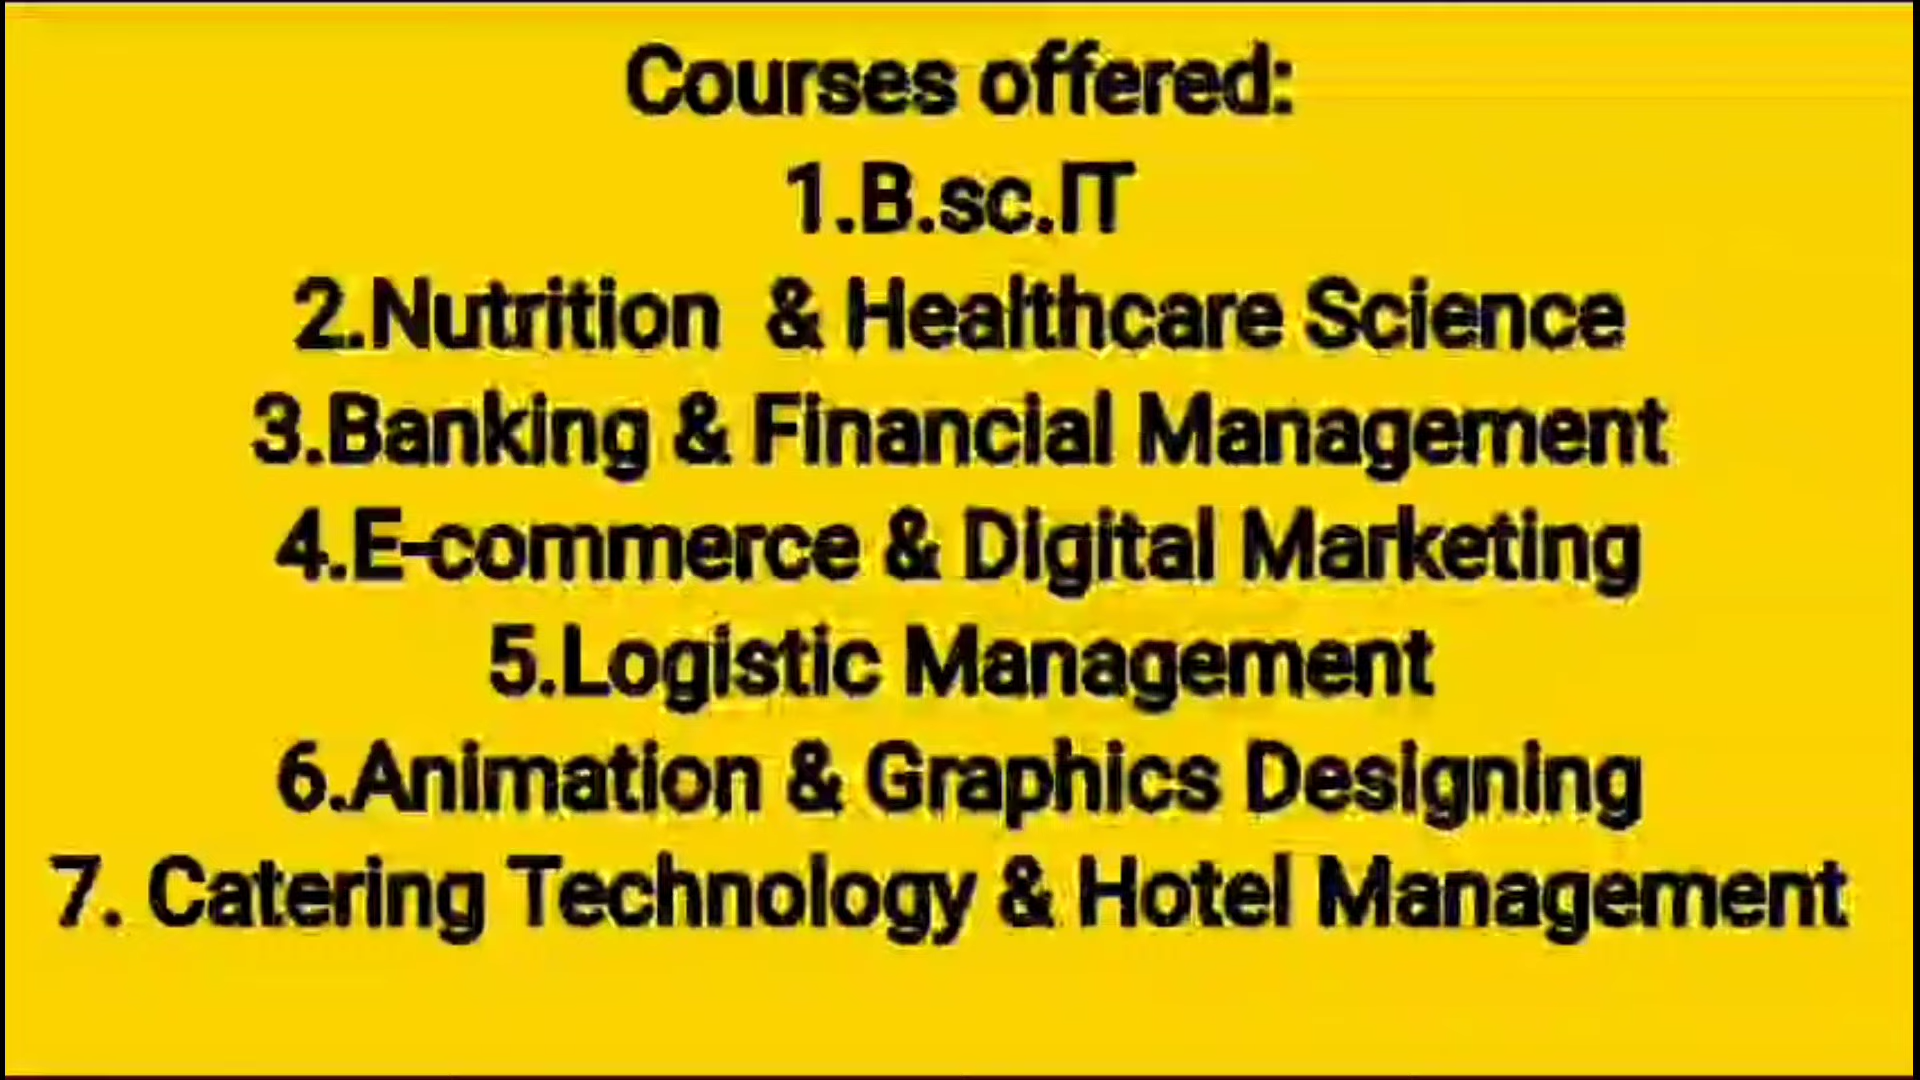 Courses offered:
1.B.sc.IT
2.Nutrition & Healthcare Science
3.Banking & Financial Management
4.E-commerce & Digital Marketing
5.Logistic Management
6.Animation & Graphics Designing
7. Catering Technology & Hotel Management